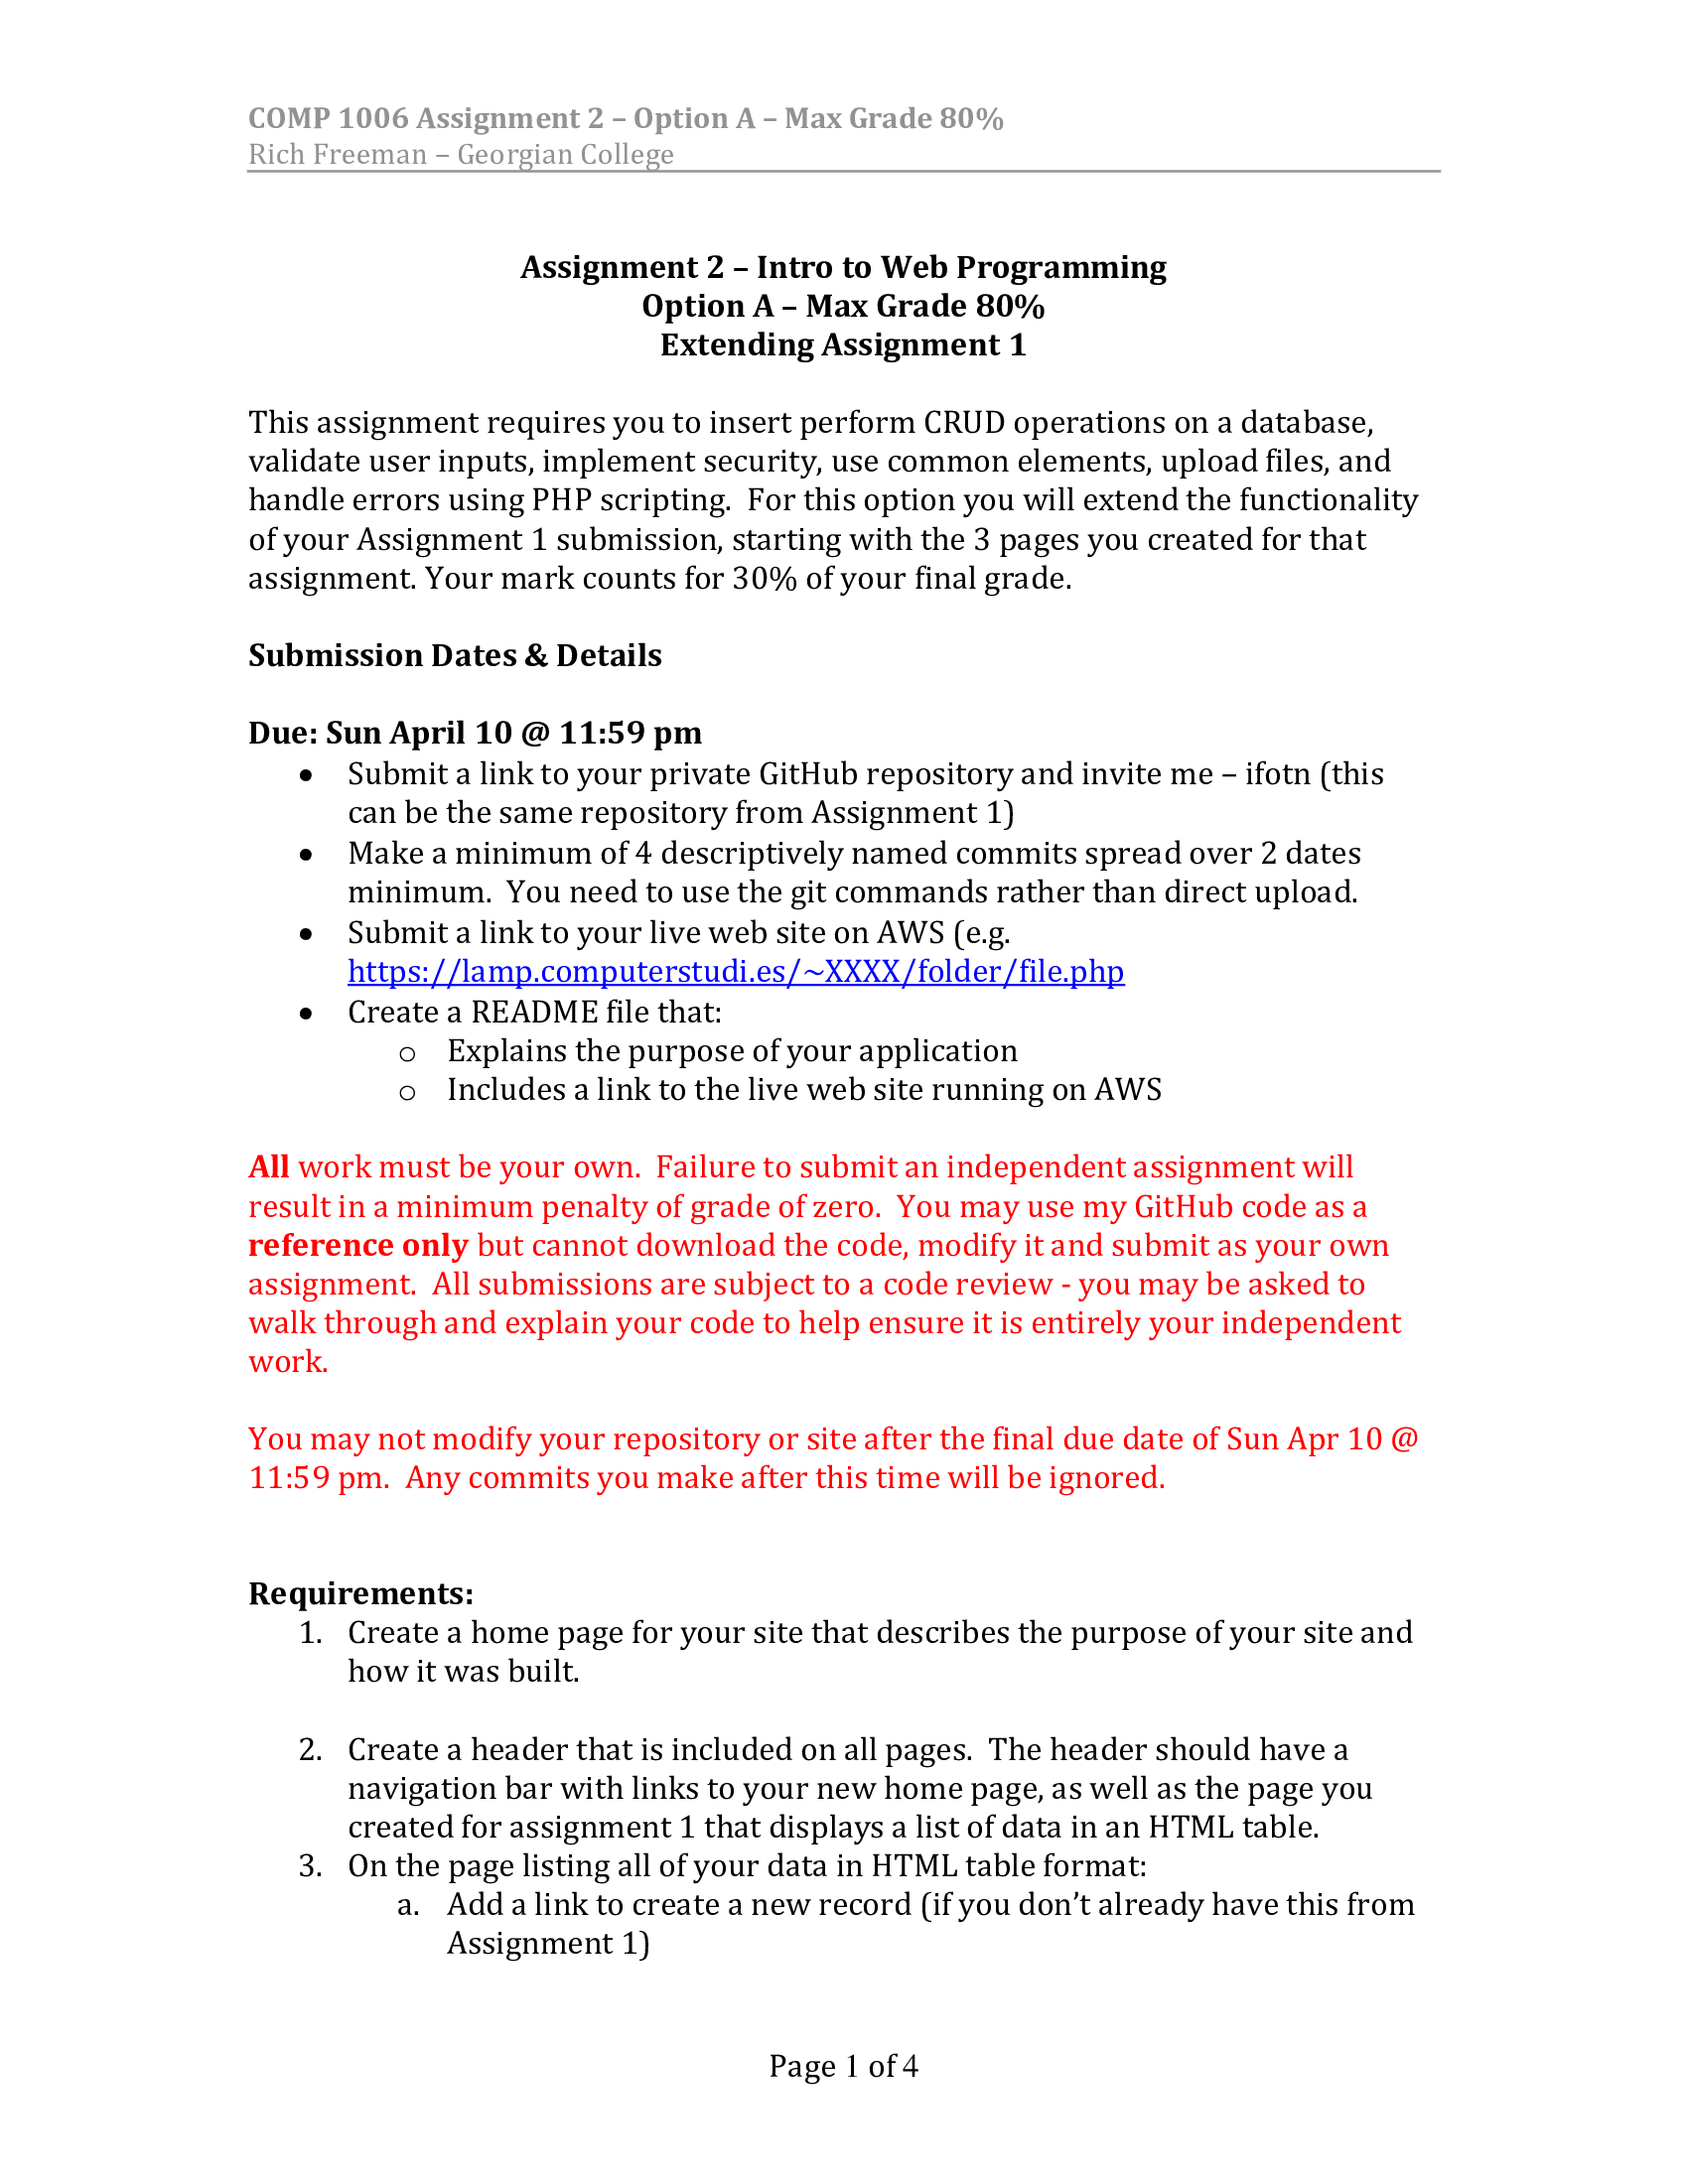 COMP 1006 Assignment 2 – Option A – Max Grade 80%
Rich Freeman – Georgian College
Assignment 2 – Intro to Web Programming
Option A – Max Grade 80%
Extending Assignment 1
This assignment requires you to insert perform CRUD operations on a database,
validate user inputs, implement security, use common elements, upload files, and
handle errors using PHP scripting.  For this option you will extend the functionality
of your Assignment 1 submission, starting with the 3 pages you created for that
assignment. Your mark counts for 30% of your final grade.
Submission Dates & Details
Due: Sun April 10 @ 11:59 pm
• Submit a link to your private GitHub repository and invite me – ifotn (this
can be the same repository from Assignment 1)
• Make a minimum of 4 descriptively named commits spread over 2 dates
minimum.  You need to use the git commands rather than direct upload.
• Submit a link to your live web site on AWS (e.g.
https://lamp.computerstudi.es/~XXXX/folder/file.php
• Create a README file that:
o Explains the purpose of your application
o Includes a link to the live web site running on AWS
All work must be your own.  Failure to submit an independent assignment will
result in a minimum penalty of grade of zero.  You may use my GitHub code as a
reference only but cannot download the code, modify it and submit as your own
assignment.  All submissions are subject to a code review - you may be asked to
walk through and explain your code to help ensure it is entirely your independent
work.
You may not modify your repository or site after the final due date of Sun Apr 10 @
11:59 pm.  Any commits you make after this time will be ignored.
Requirements:
1. Create a home page for your site that describes the purpose of your site and
how it was built.
2. Create a header that is included on all pages.  The header should have a
navigation bar with links to your new home page, as well as the page you
created for assignment 1 that displays a list of data in an HTML table.
3. On the page listing all of your data in HTML table format:
a. Add a link to create a new record (if you don’t already have this from
Assignment 1)
Page 1 of 4